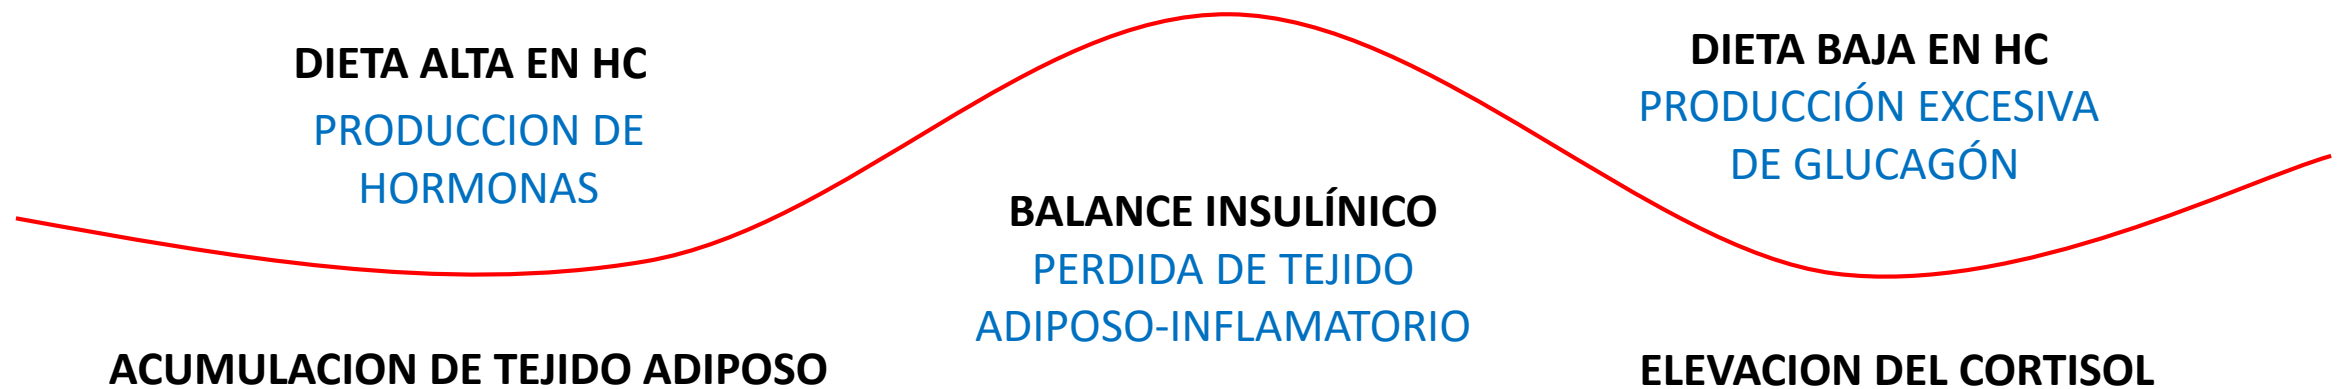 DIETA ALTA EN HC
PRODUCCION DE
HORMONAS
ACUMULACION DE TEJIDO ADIPOSO
BALANCE INSULÍNICO
PERDIDA DE TEJIDO
ADIPOSO-INFLAMATORIO
DIETA BAJA EN HC
PRODUCCIÓN EXCESIVA
DE GLUCAGÓN
ELEVACION DEL CORTISOL